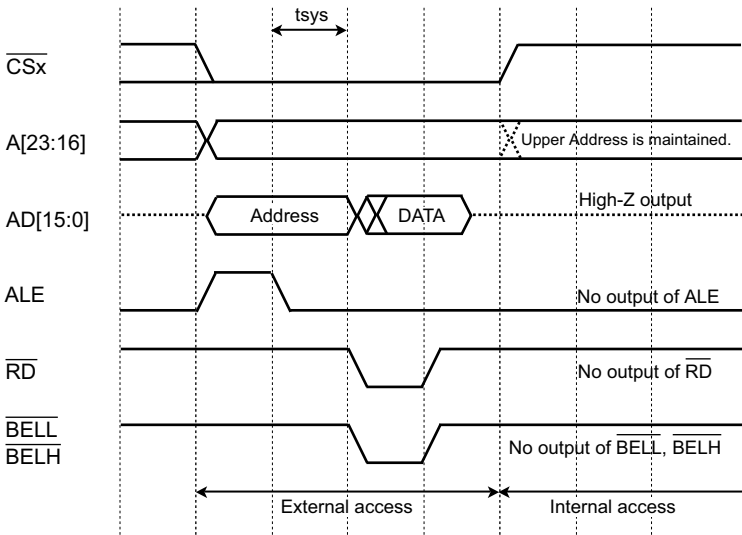 tsys
CSx
A[23:16]
Upper Address is maintained.
AD[15:0]
Address
DATA
High-Z output
ALE
No output of ALE
RD
No output of RD
BELL
BELH
No output of BELL, BELH
External access
Internal access